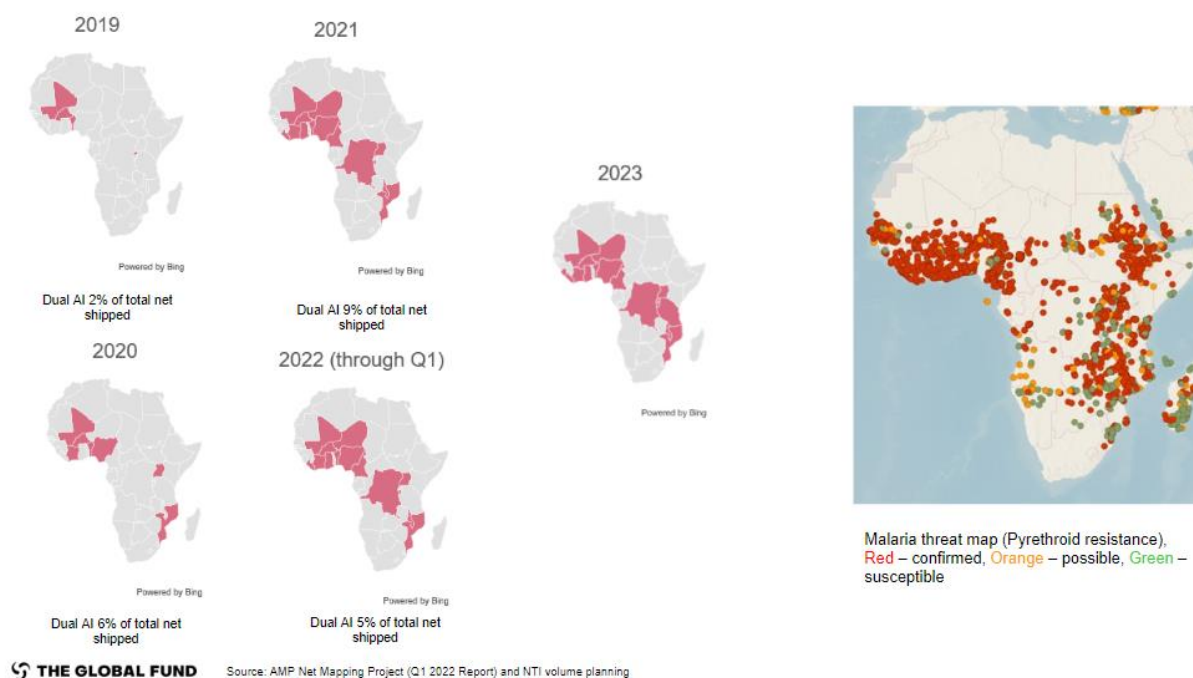 2019
Powered by Bing
Dual AI 2% of total net
shipped
2021
Powered by Bing
Dual AI 9% of total net
shipped
2020
Powered by Bing
Dual AI 6% of total net
shipped
2022 (through Q1)
Powered by Bing
Dual AI 5% of total net
shipped
2023
Powered by Bing
Malaria threat map (Pyrethroid resistance),
Red – confirmed, Orange – possible, Green –
susceptible
THE GLOBAL FUND
Source: AMP Net Mapping Project (Q1 2022 Report) and NTI volume planning